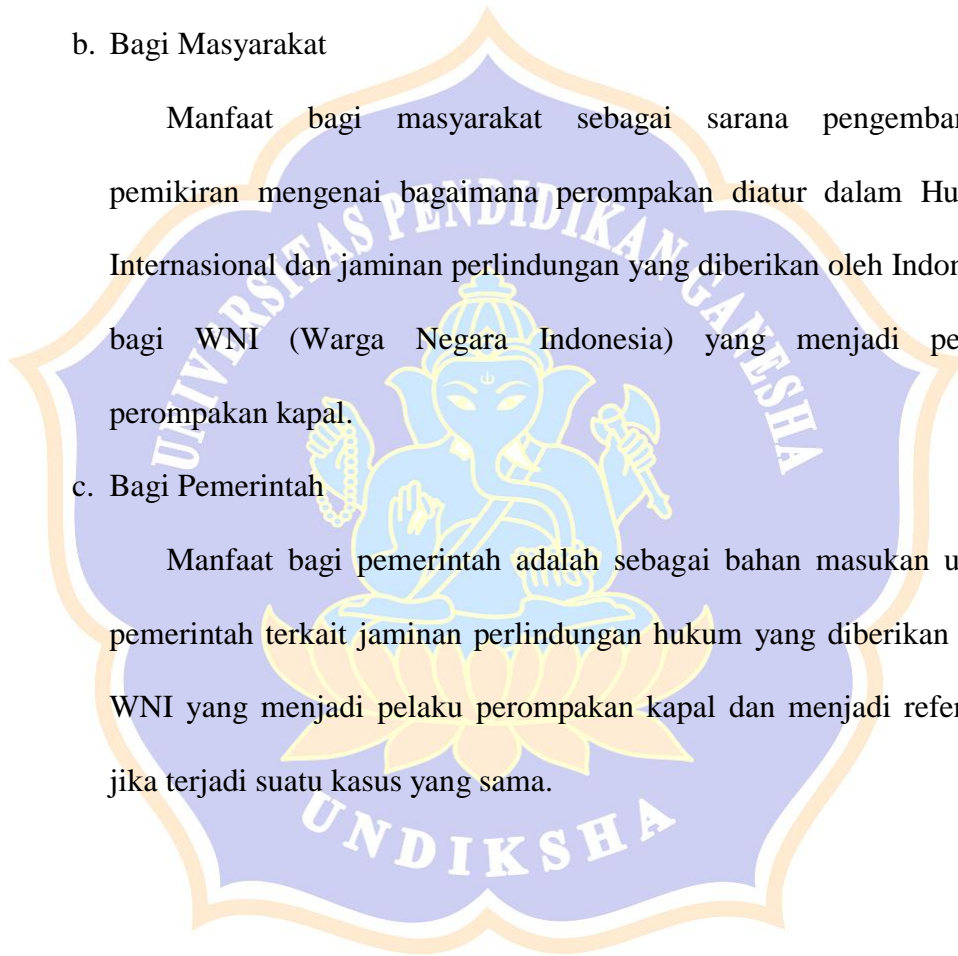 b. Bagi Masyarakat
Manfaat bagi masyarakat sebagai sarana pengembar
pemikiran mengenai bagaimana perompakan diatur dalam Hu
Internasional dan jaminan perlindungan yang diberikan oleh Indon
bagi WNI (Warga Negara Indonesia) yang menjadi pe
perompakan kapal.
c. Bagi Pemerintah
Manfaat bagi pemerintah adalah sebagai bahan masukan u
pemerintah terkait jaminan perlindungan hukum yang diberikan
WNI yang menjadi pelaku perompakan kapal dan menjadi refer
jika terjadi suatu kasus yang sama.
UNIVERSITAS PENDIDIKAN GANESHA
UNDIKSHA